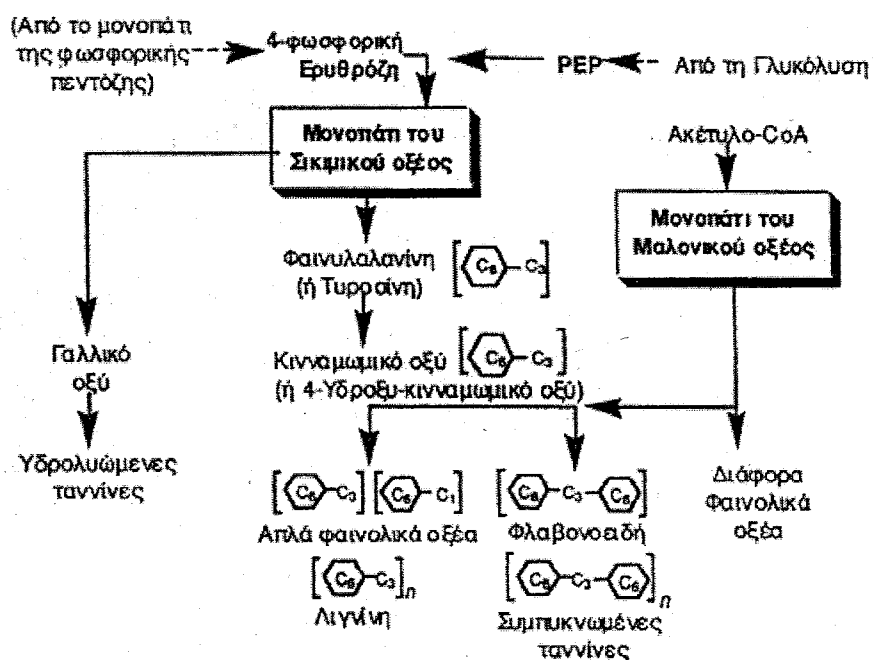 (Από το μονοπάτι
της φωσφορικής
πεντόζης)
4-φωσφορική
Ερυθρόζη
PEP
Από τη Γλυκόλυση
Μονοπάτι του
Σικιμικού οξέος
Ακέτυλο-CoA
Μονοπάτι του
Μαλονικού οξέος
Φαινυλαλανίνη
(ή Τυροσίνη)
C6 C3
Γαλλικό
οξύ
Κινναμωμικό οξύ
(ή 4-Υδροξυ-κινναμωμικό οξύ)
C6 C3
Υδρολυώμενες
ταννίνες
C6 C3 C6 C1
Απλά φαινολικά οξέα
C6 C3 n
Λιγνίνη
C6 C3 C6
Φλαβονοειδή
C6 C3 C6 n
Συμπυκνωμένες
ταννίνες
Διάφορα
Φαινολικά
οξέα